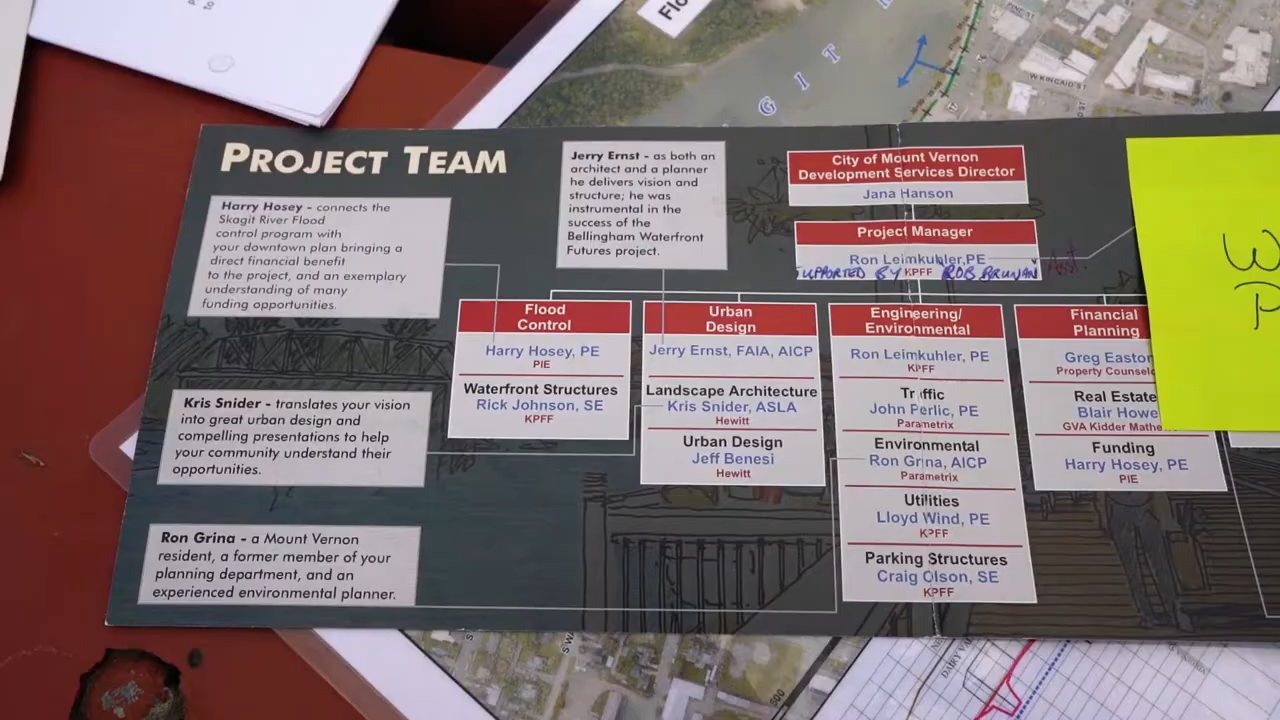 PROJECT TEAM
Harry Hosey - connects the
Skagit River Flood
control program with
your downtown plan bringing a
direct financial benefit
to the project, and an exemplary
understanding of many
funding opportunities.
Jerry Ernst - as both an
architect and a planner
he delivers vision and
structure; he was
instrumental in the
success of the
Bellingham Waterfront
Futures project.
City of Mount Vernon
Development Services Director
Jana Hanson
Project Manager
Ron Leimkuhler,PE
KPFF
SUPPORTED BY ROB BRUNAN
Flood
Control
Harry Hosey, PE
PIE
Waterfront Structures
Rick Johnson, SE
KPFF
Urban
Design
Jerry Ernst, FAIA, AICP
Landscape Architecture
Kris Snider, ASLA
Hewitt
Urban Design
Jeff Benesi
Hewitt
Engineering/
Environmental
Ron Leimkuhler, PE
KPFF
Traffic
John Perlic, PE
Parametrix
Environmental
Ron Grina, AICP
Parametrix
Utilities
Lloyd Wind, PE
KPFF
Parking Structures
Craig Olson, SE
KPFF
Financial
Planning
Greg Easton
Property Counsel
Real Estate
Blair Howe
GVA Kidder Mathe
Funding
Harry Hosey, PE
PIE
Kris Snider - translates your vision
into great urban design and
compelling presentations to help
your community understand their
opportunities.
Ron Grina - a Mount Vernon
resident, a former member of your
planning department, and an
experienced environmental planner.
Flo
G I T
W KINCAID ST
PINE ST
W
P
500
DAIRY VA